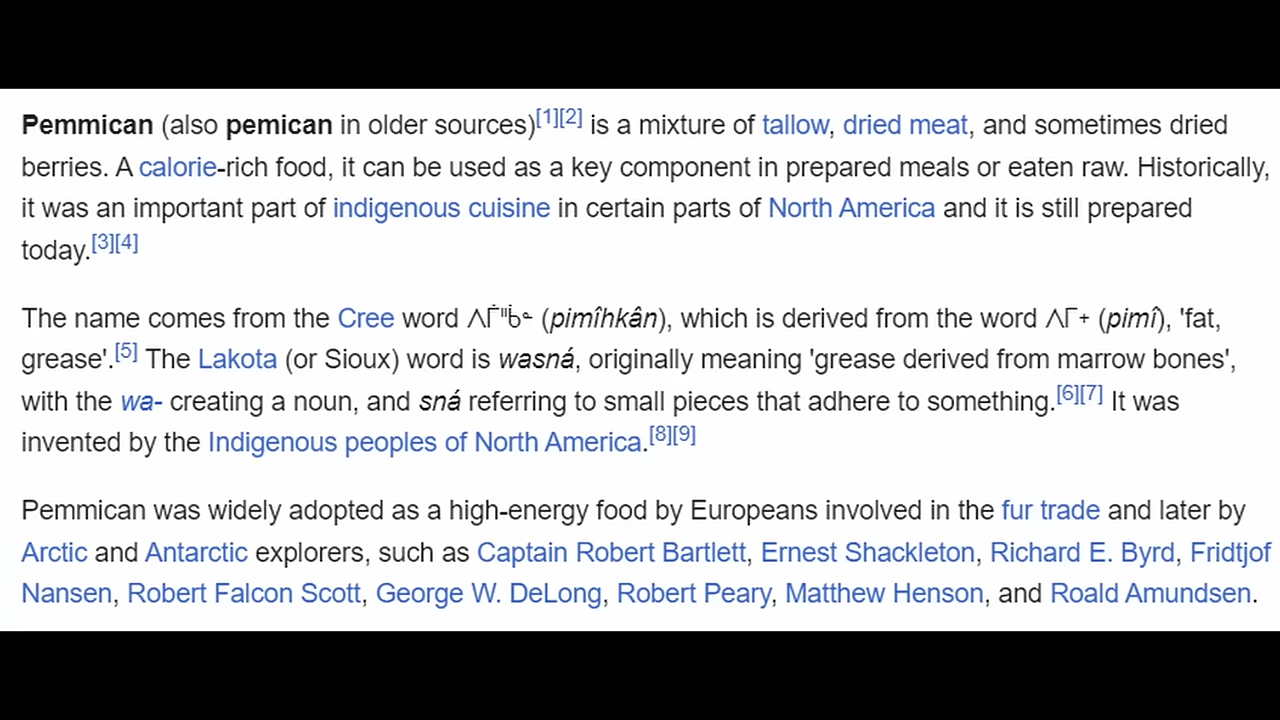 Pemmican (also pemican in older sources)[1][2] is a mixture of tallow, dried meat, and sometimes dried
berries. A calorie-rich food, it can be used as a key component in prepared meals or eaten raw. Historically,
it was an important part of indigenous cuisine in certain parts of North America and it is still prepared
today.[3][4]
The name comes from the Cree word ᐱᒦᐦᑳᐣ (pimîhkân), which is derived from the word ᐱᒥᐩ (pimî), 'fat,
grease'.[5] The Lakota (or Sioux) word is wasná, originally meaning 'grease derived from marrow bones',
with the wa- creating a noun, and sná referring to small pieces that adhere to something.[6][7] It was
invented by the Indigenous peoples of North America.[8][9]
Pemmican was widely adopted as a high-energy food by Europeans involved in the fur trade and later by
Arctic and Antarctic explorers, such as Captain Robert Bartlett, Ernest Shackleton, Richard E. Byrd, Fridtjof
Nansen, Robert Falcon Scott, George W. DeLong, Robert Peary, Matthew Henson, and Roald Amundsen.